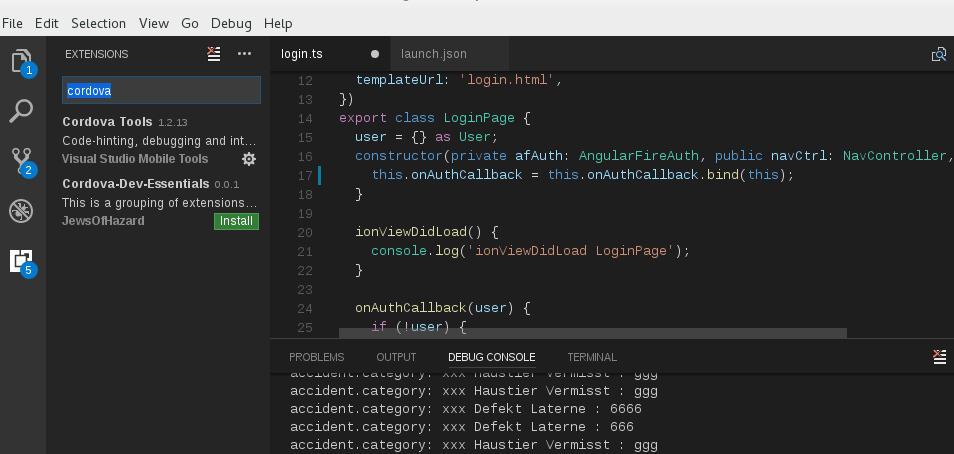 File Edit Selection View Go Debug Help
EXTENSIONS
cordova
Cordova Tools 1.2.13
Code-hinting, debugging and int...
Visual Studio Mobile Tools
Cordova-Dev-Essentials 0.0.1
This is a grouping of extensions...
JewsOfHazard Install
1
2
5
login.ts launch.json
12 templateUrl: 'login.html',
13 })
14 export class LoginPage {
15 user = {} as User;
16 constructor(private afAuth: AngularFireAuth, public navCtrl: NavController,
17 this.onAuthCallback = this.onAuthCallback.bind(this);
18 }
19
20 ionViewDidLoad() {
21 console.log('ionViewDidLoad LoginPage');
22 }
23
24 onAuthCallback(user) {
25 if (!user) {
PROBLEMS OUTPUT DEBUG CONSOLE TERMINAL
accident.category: xxx Haustier Vermisst : ggg
accident.category: xxx Haustier Vermisst : ggg
accident.category: xxx Defekt Laterne : 6666
accident.category: xxx Defekt Laterne : 666
accident.category: xxx Haustier Vermisst : ggg